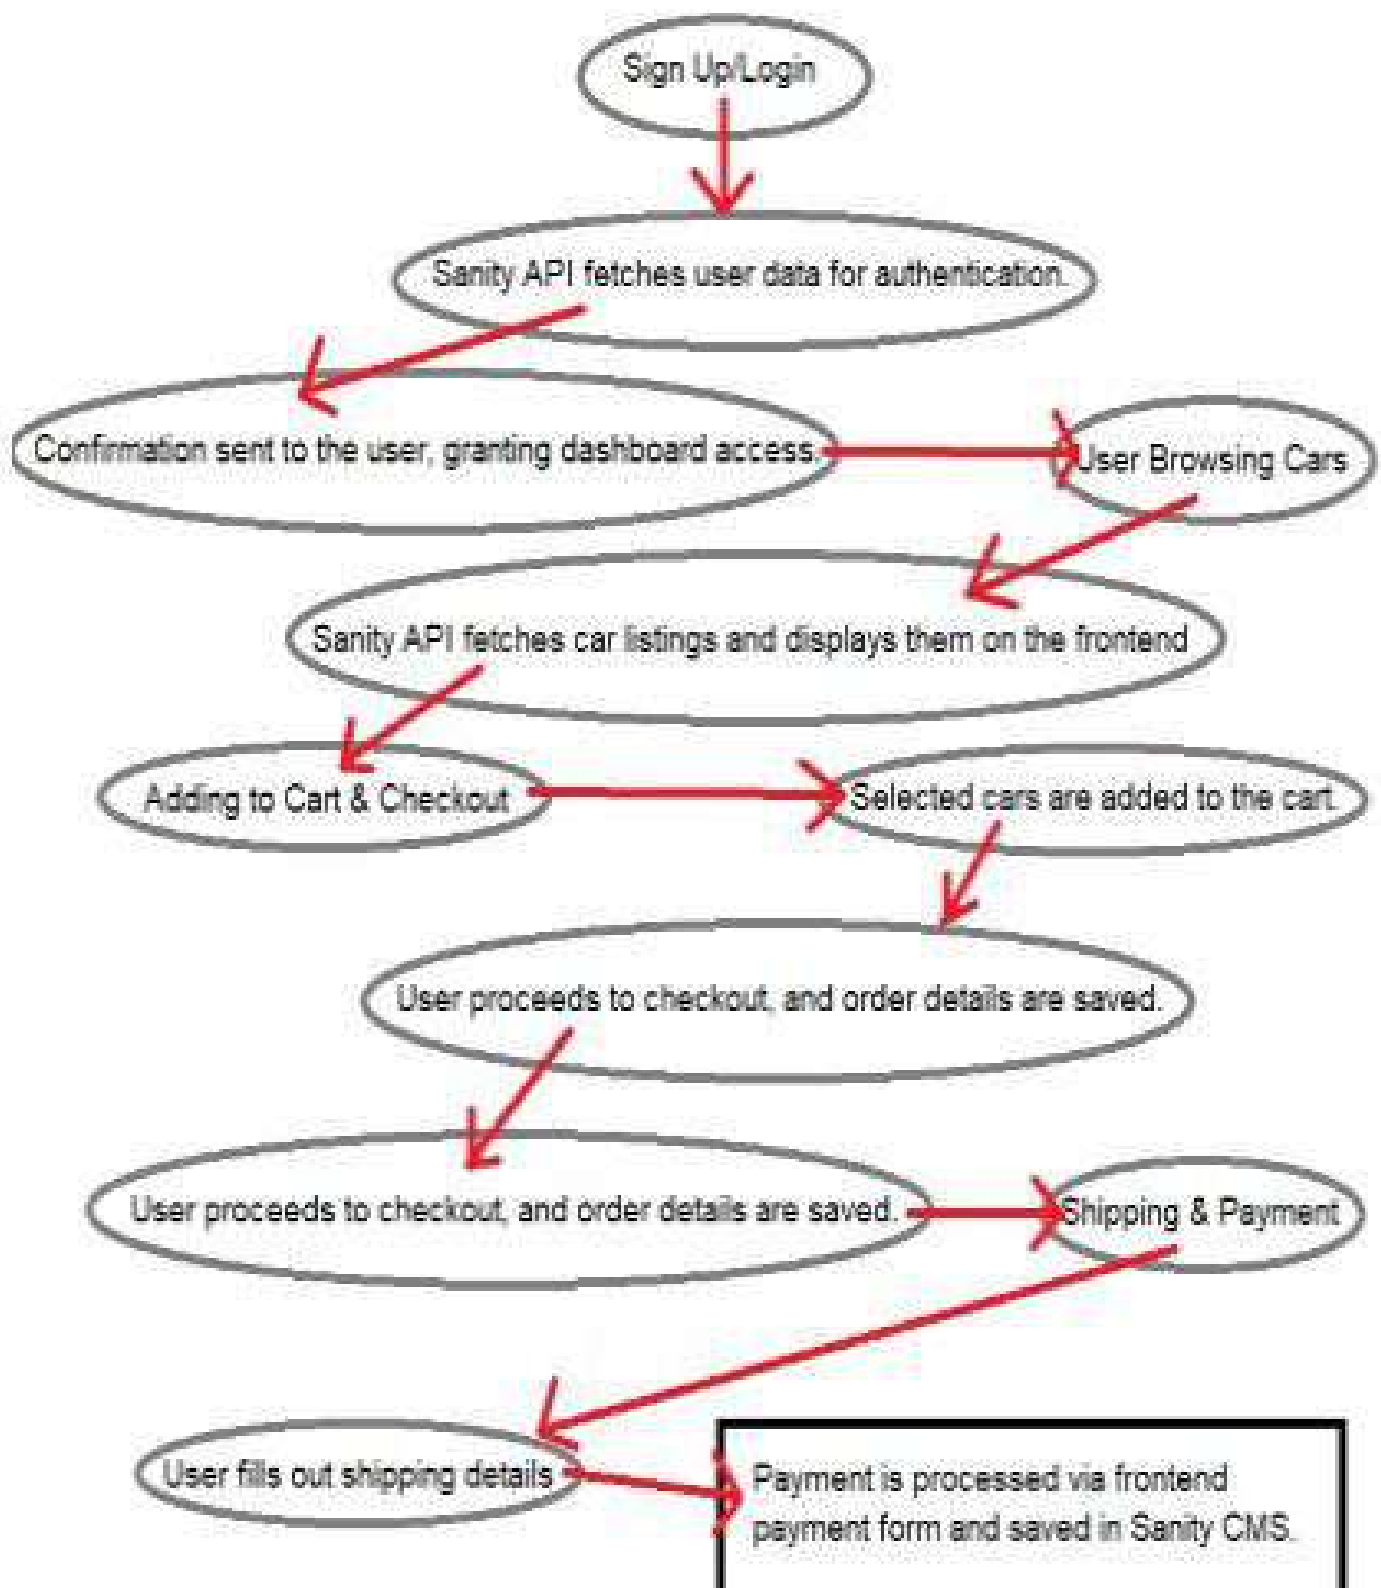 Sign Up/Login
Sanity API fetches user data for authentication.
Confirmation sent to the user, granting dashboard access.
User Browsing Cars
Sanity API fetches car listings and displays them on the frontend
Adding to Cart & Checkout
Selected cars are added to the cart.
User proceeds to checkout, and order details are saved.
User proceeds to checkout, and order details are saved.
Shipping & Payment
User fills out shipping details
Payment is processed via frontend
payment form and saved in Sanity CMS.